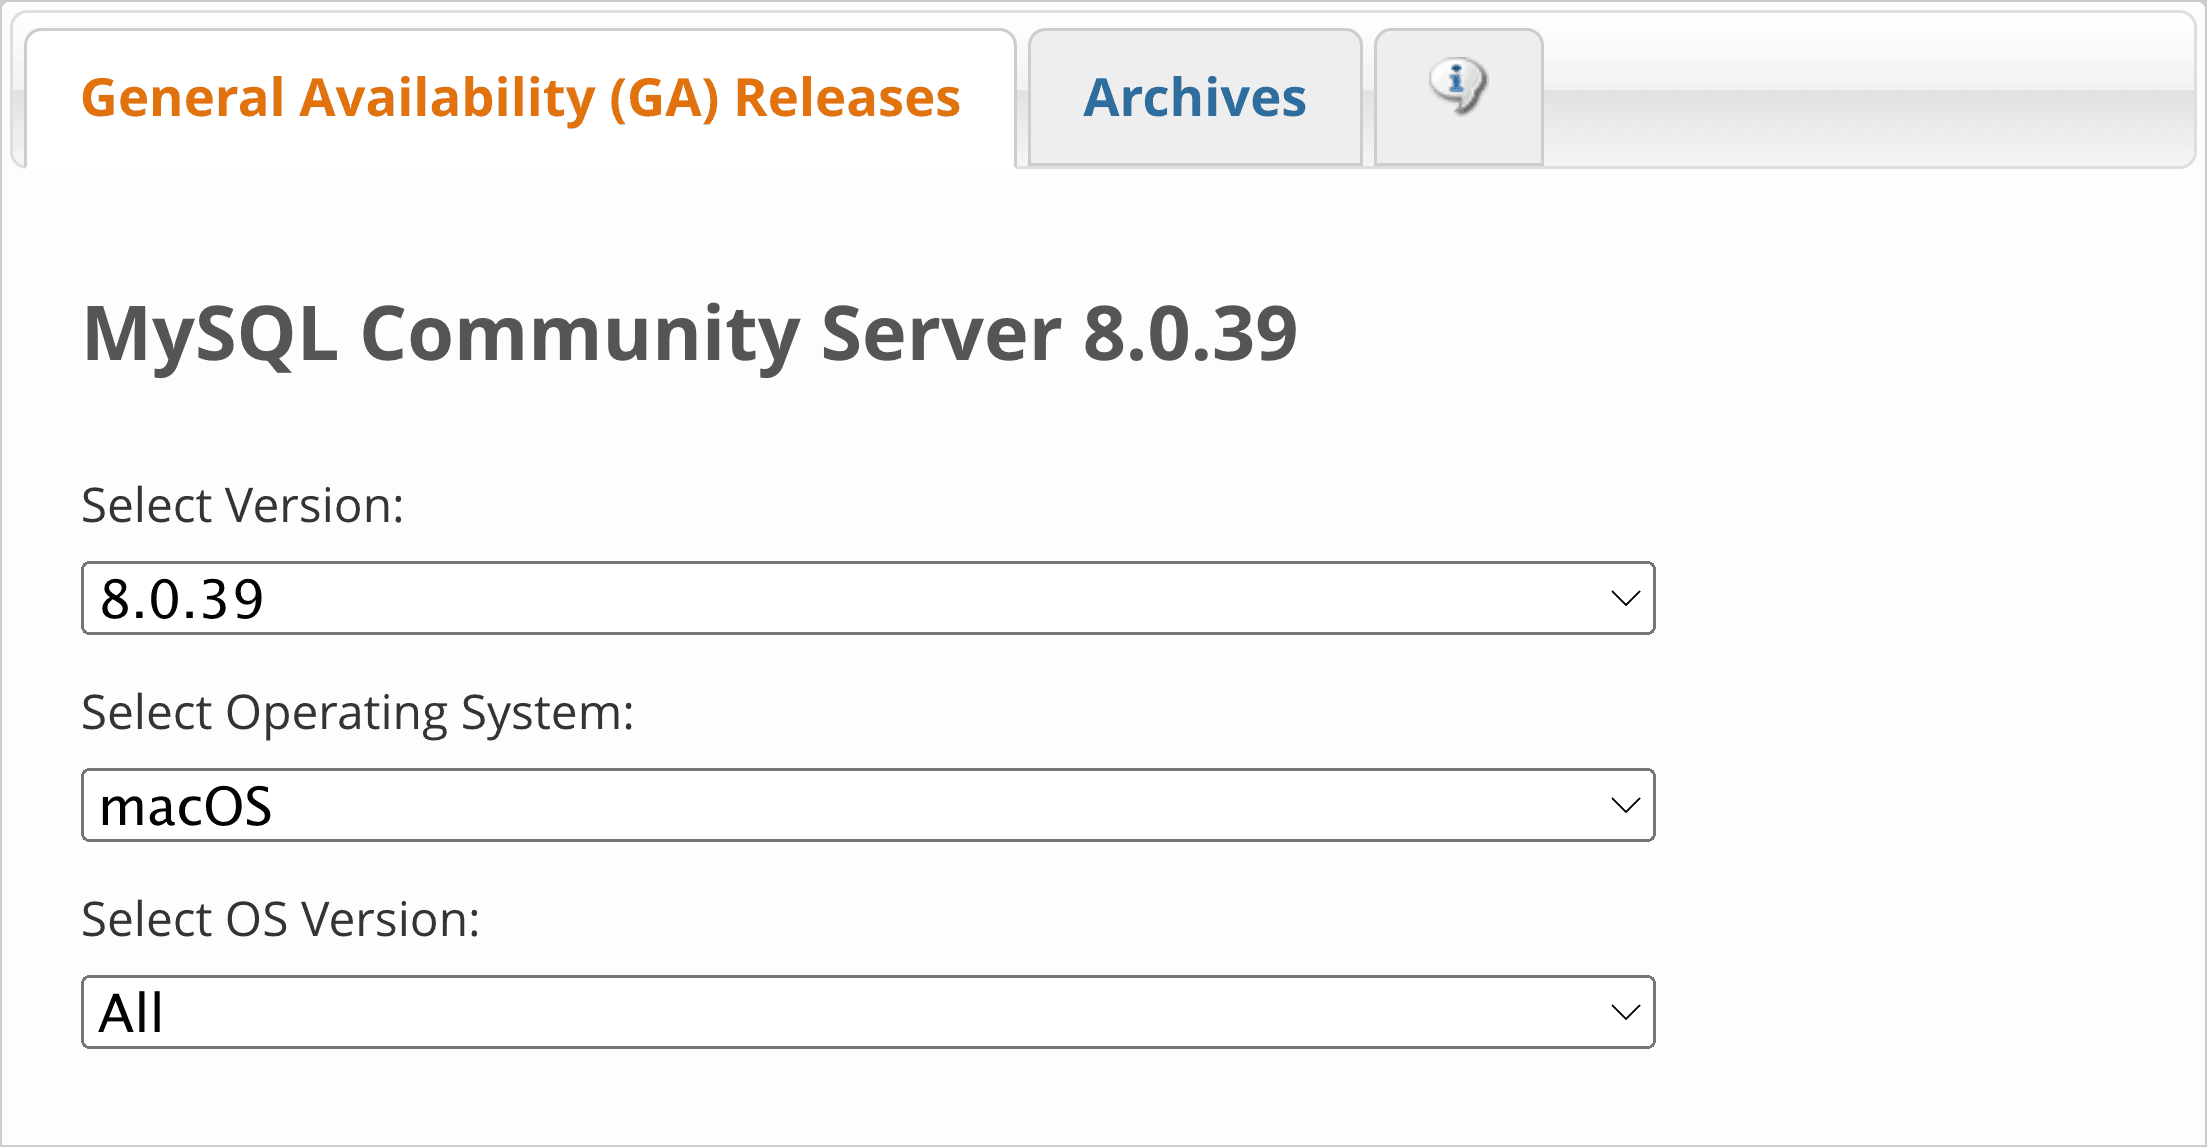 General Availability (GA) Releases Archives i
MySQL Community Server 8.0.39
Select Version:
8.0.39
Select Operating System:
macOS
Select OS Version:
All